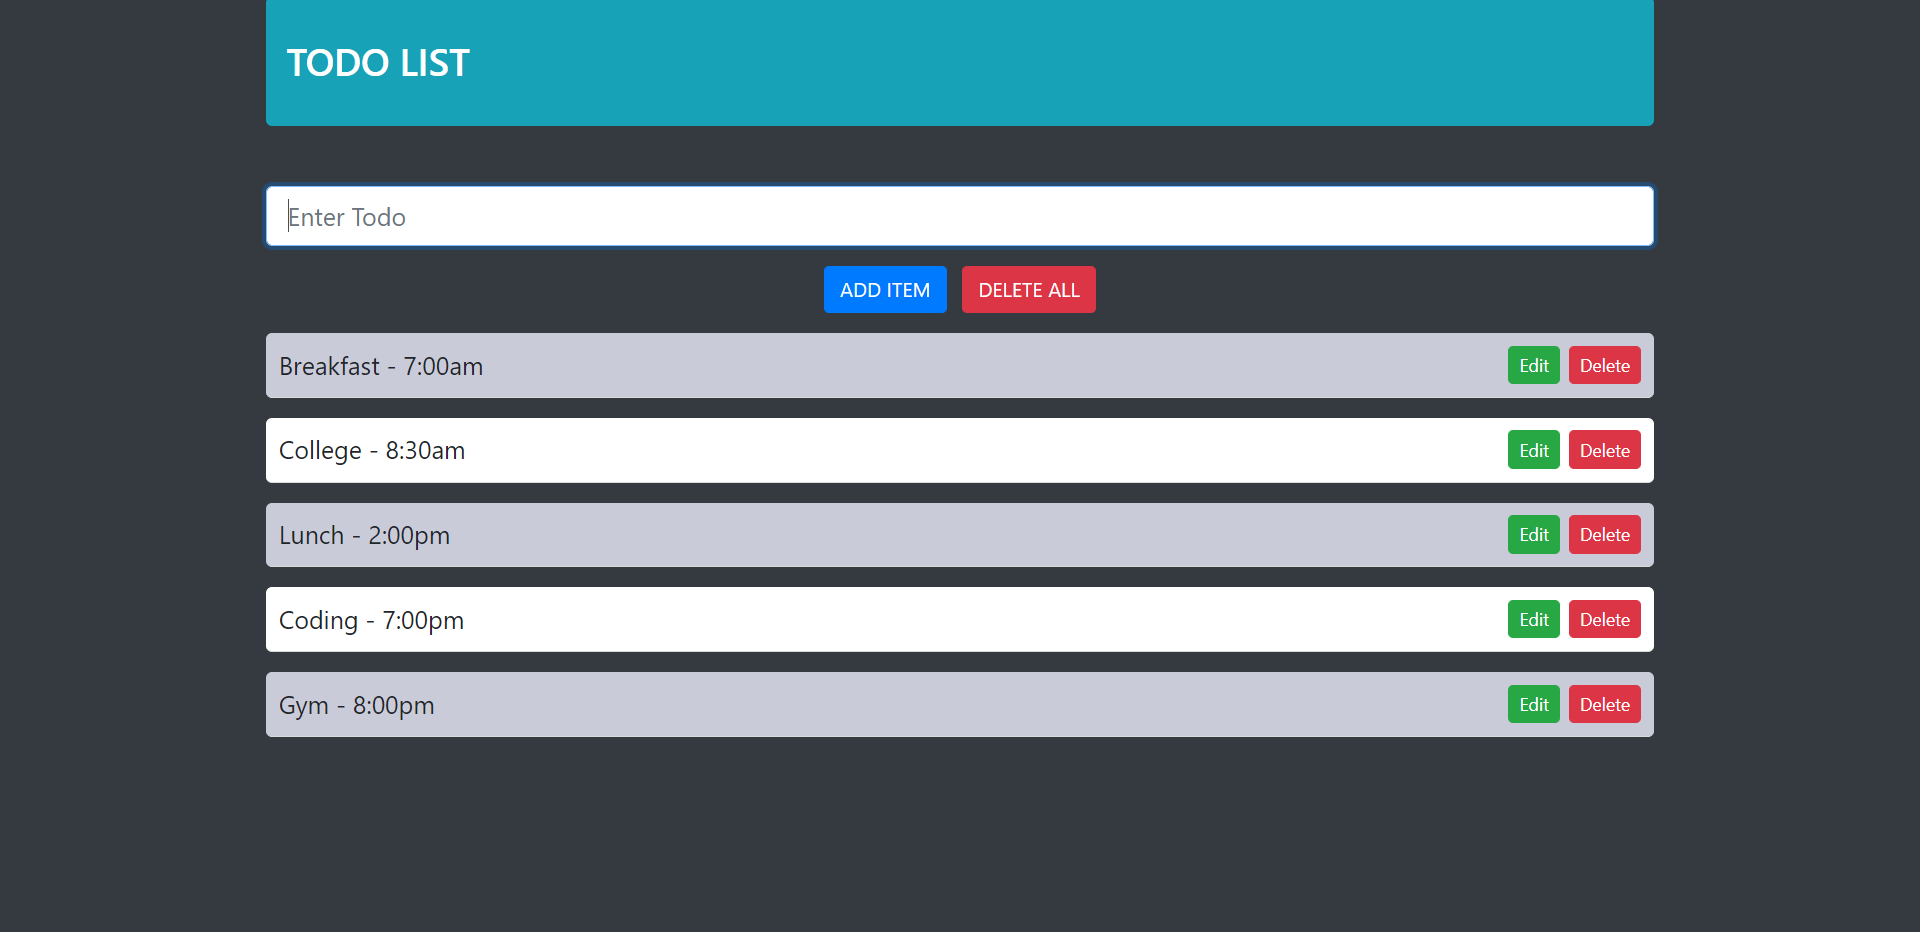 TODO LIST
Enter Todo
ADD ITEM DELETE ALL
Breakfast - 7:00am Edit Delete
College - 8:30am Edit Delete
Lunch - 2:00pm Edit Delete
Coding - 7:00pm Edit Delete
Gym - 8:00pm Edit Delete